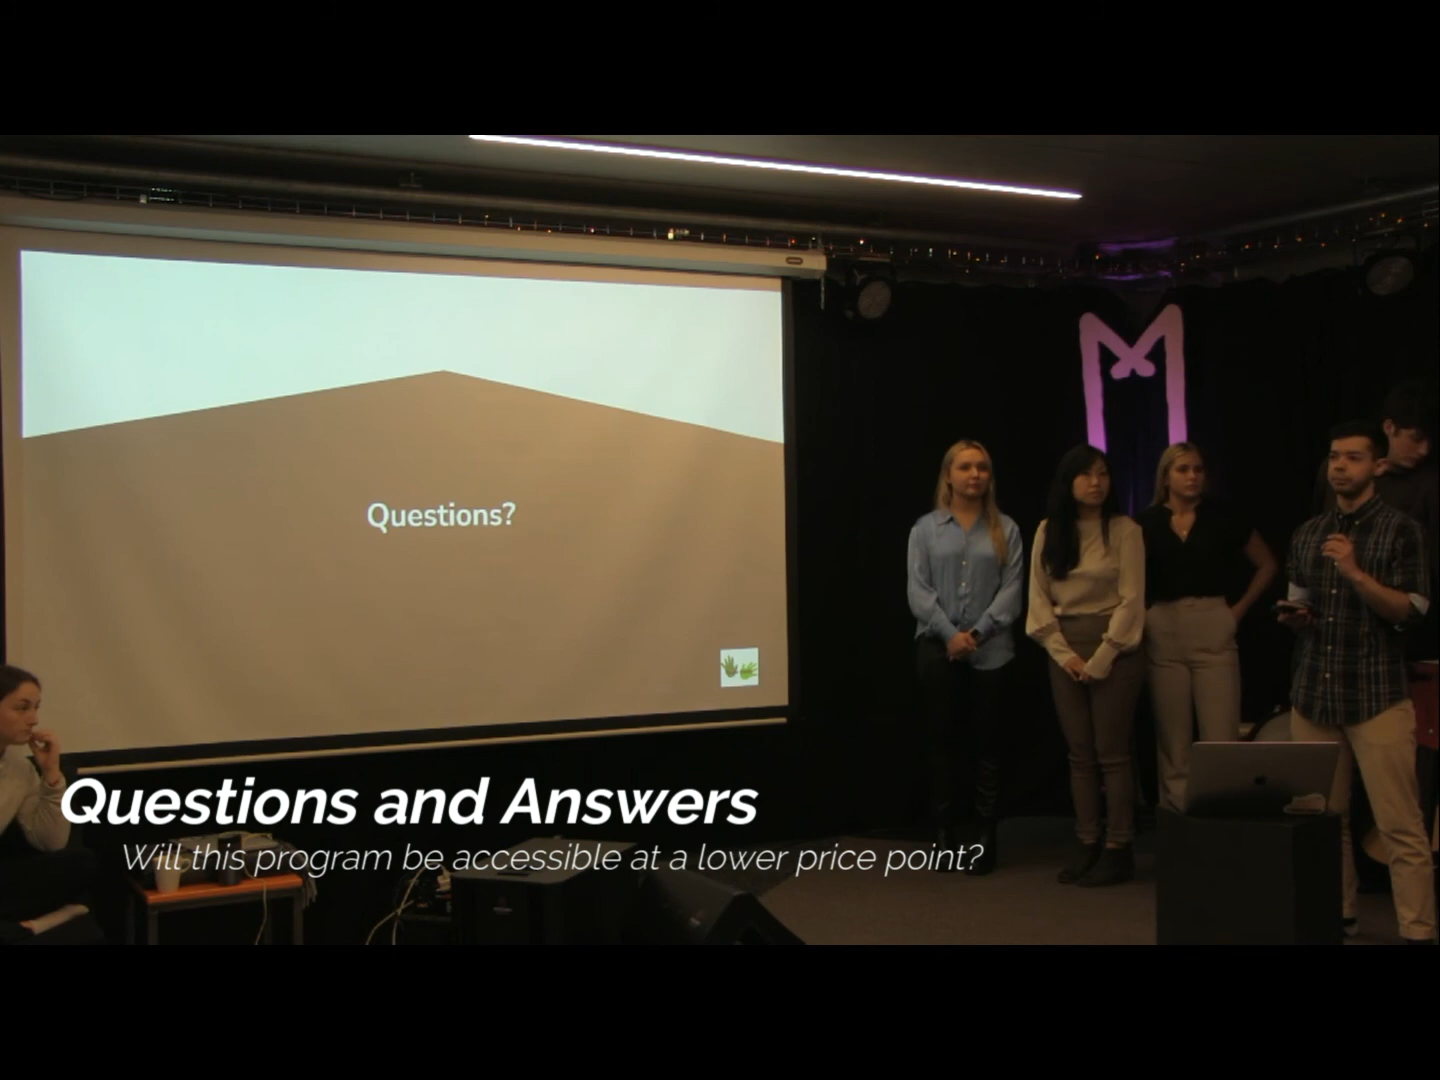 Questions?
Questions and Answers
Will this program be accessible at a lower price point?